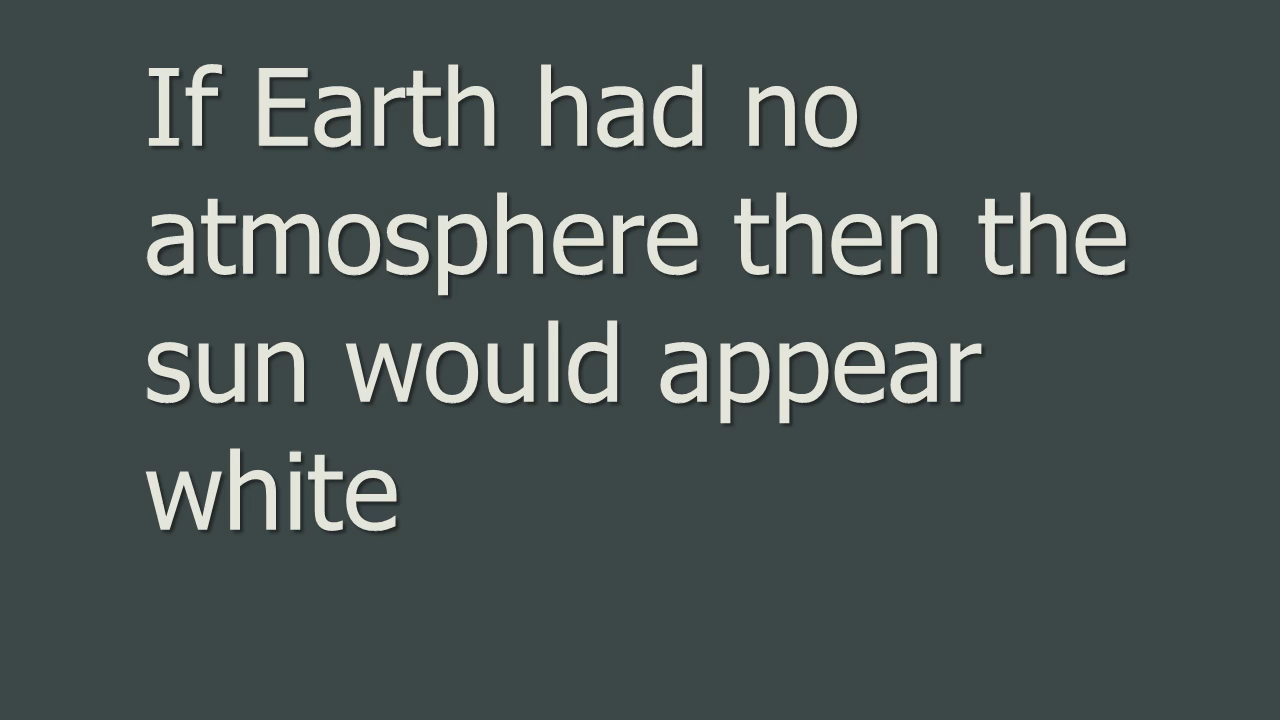 If Earth had no
atmosphere then the
sun would appear
white